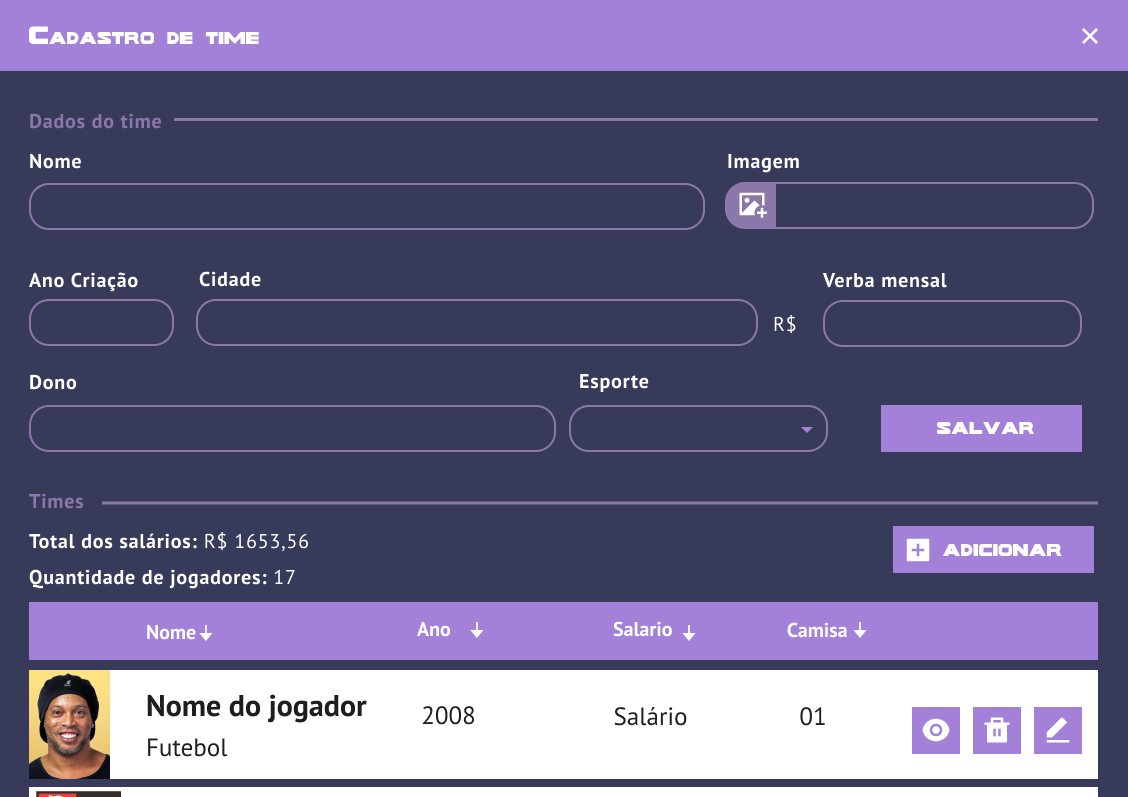 Cadastro de time
Dados do time
Nome
Imagem
Ano Criação
Cidade
Verba mensal
R$
Dono
Esporte
SALVAR
Times
Total dos salários: R$ 1653,56
ADICIONAR
Quantidade de jogadores: 17
Nome Ano Salario Camisa
Nome do jogador
2008 Salário 01
Futebol